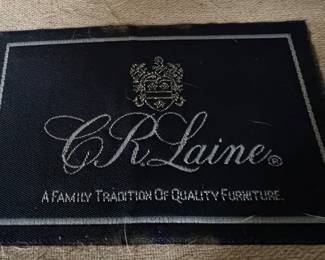 C.R. Laine®
A FAMILY TRADITION OF QUALITY FURNITURE.